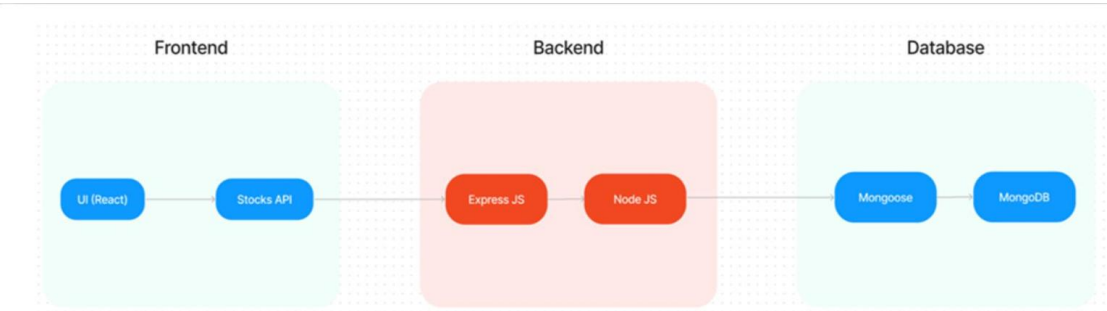 Frontend
Backend
Database
UI (React)
Stocks API
Express JS
Node JS
Mongoose
MongoDB